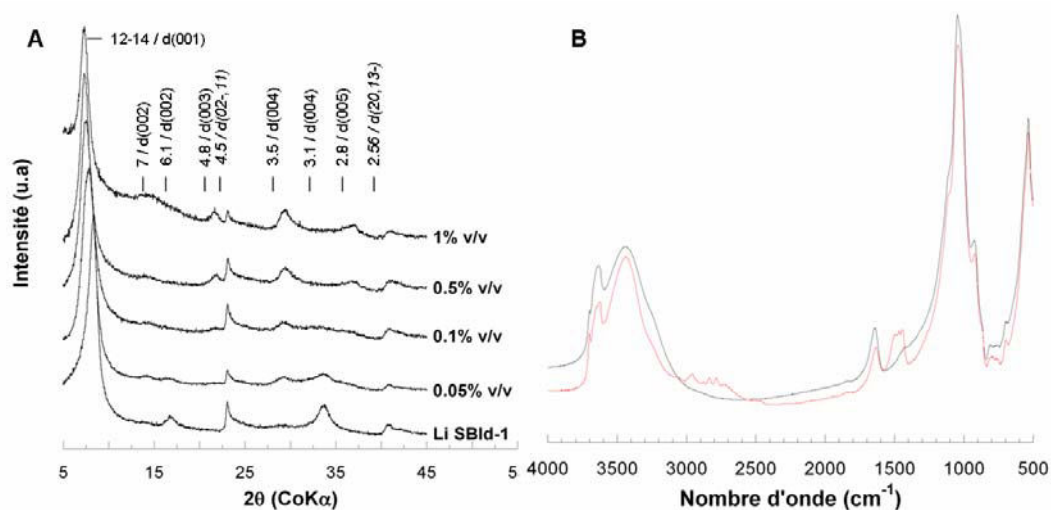 A
12-14 / d(001)
7 / d(002)
6.1 / d(002)
4.8 / d(003)
4.5 / d(02-,11)
3.5 / d(004)
3.1 / d(004)
2.8 / d(005)
2.56 / d(20,13-)
Intensité (u.a)
1% v/v
0.5% v/v
0.1% v/v
0.05% v/v
Li SBId-1
5 15 25 35 45 5
2θ (CoKα)
B
4000 3500 3000 2500 2000 1500 1000 500
Nombre d'onde (cm⁻¹)